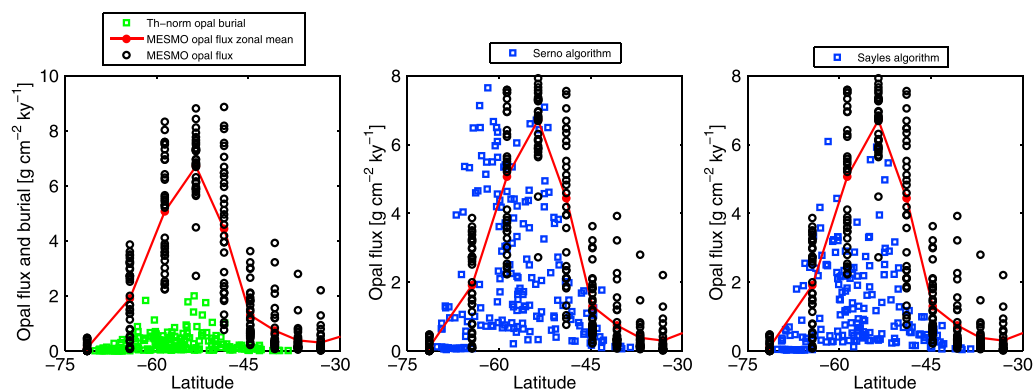 Th−norm opal burial
MESMO opal flux zonal mean
MESMO opal flux
Opal flux and burial [g cm−2 ky−1]
10
8
6
4
2
0
−75
−60
−45
−30
Latitude
Serno algorithm
Opal flux [g cm−2 ky−1]
8
6
4
2
0
−75
−60
−45
−30
Latitude
Sayles algorithm
Opal flux [g cm−2 ky−1]
8
6
4
2
0
−75
−60
−45
−30
Latitude